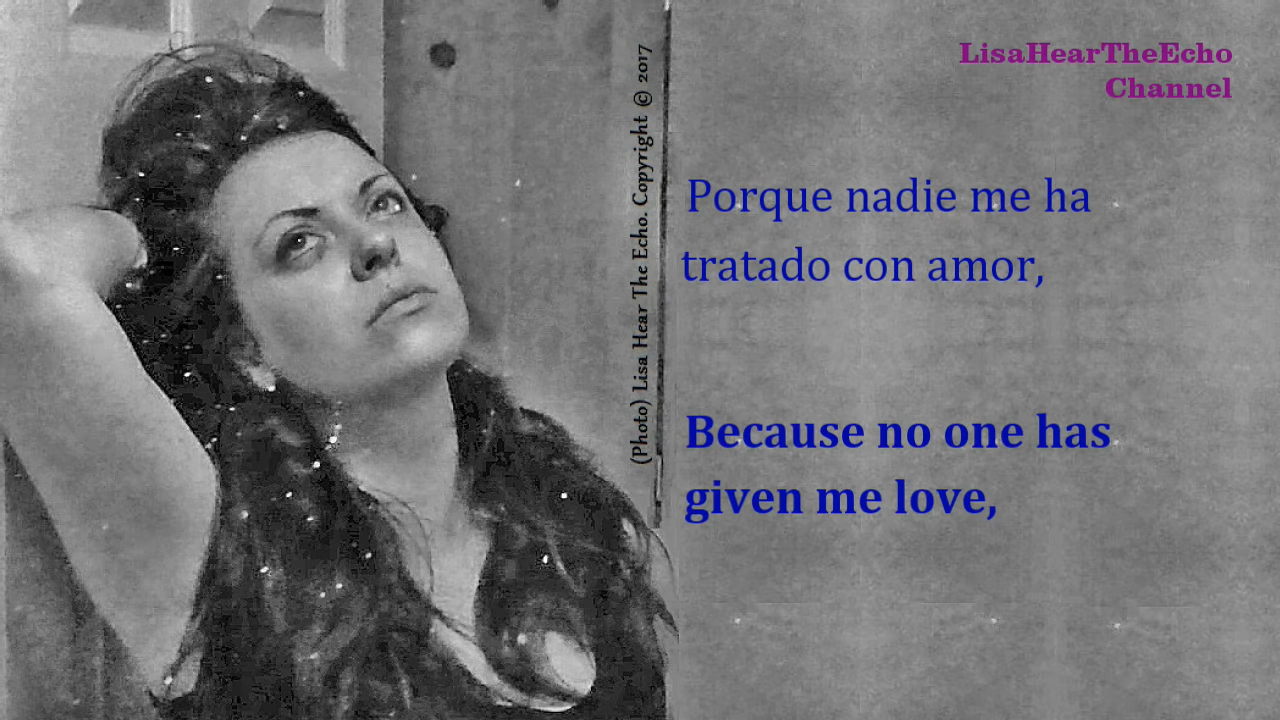 LisaHearTheEcho
Channel
(Photo) Lisa Hear The Echo. Copyright © 2017
Porque nadie me ha
tratado con amor,
Because no one has
given me love,